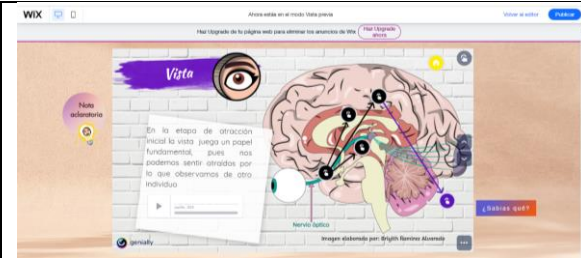 WiX
Ahora estás en el modo Vista previa
Volver al editor
Publicar
Haz Upgrade de tu página web para eliminar los anuncios de Wix
Haz Upgrade
ahora
Vista
Nota
aclaratoria
En la etapa de atracción
inicial la vista juega un papel
fundamental, pues nos
podemos sentir atraídos por
lo que observamos de otro
individuo
Nervio óptico
¿Sabías qué?
genially
Imagen elaborada por: Brigith Ramírez Alvarado